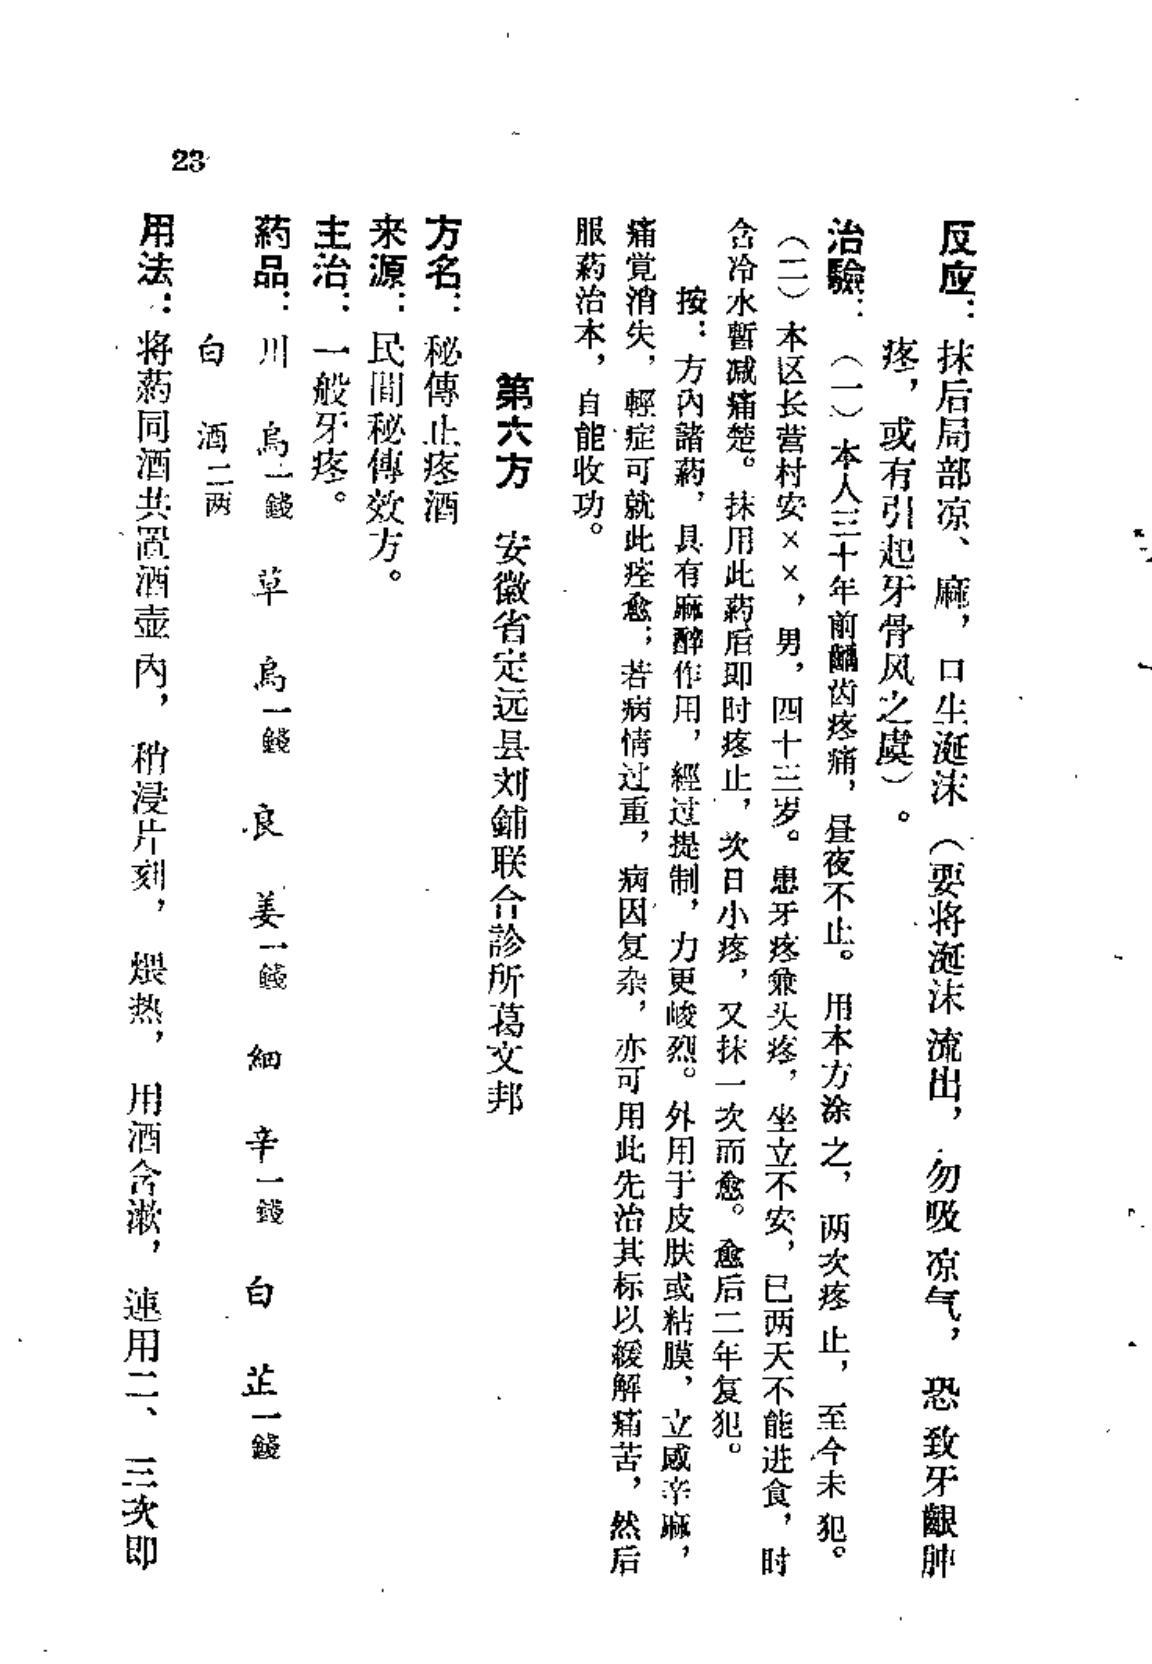 反应：抹后局部凉、麻，口生涎沫（要将涎沫流出，勿吸凉气，恐致牙齦肿
疼，或有引起牙骨风之虞）。
治驗：（一）本人三十年前齲齿疼痛，昼夜不止。用本方涂之，两次疼止，至今未犯。
（二）本区长营村安××，男，四十三岁。患牙疼兼头疼，坐立不安，已两天不能进食，时
含冷水暫减痛楚。抹用此葯后即时疼止，次日小疼，又抹一次而愈。愈后二年复犯。
按：方內諸葯，具有麻醉作用，經过提制，力更峻烈。外用于皮肤或粘膜，立感辛麻，
痛覚消失，輕症可就此痊愈；若病情过重，病因复杂，亦可用此先治其标以緩解痛苦，然后
服葯治本，自能收功。
第六方　安徽省定远县刘鋪联合診所葛文邦
方名：秘傳止疼酒
来源：民間秘傳效方。
主治：一般牙疼。
葯品：川烏一錢　草烏一錢　良姜一錢　細辛一錢　白芷一錢
白酒二两
用法：将葯同酒共置酒壶內，稍浸片刻，煨热，用酒含漱，連用二、三次即
23